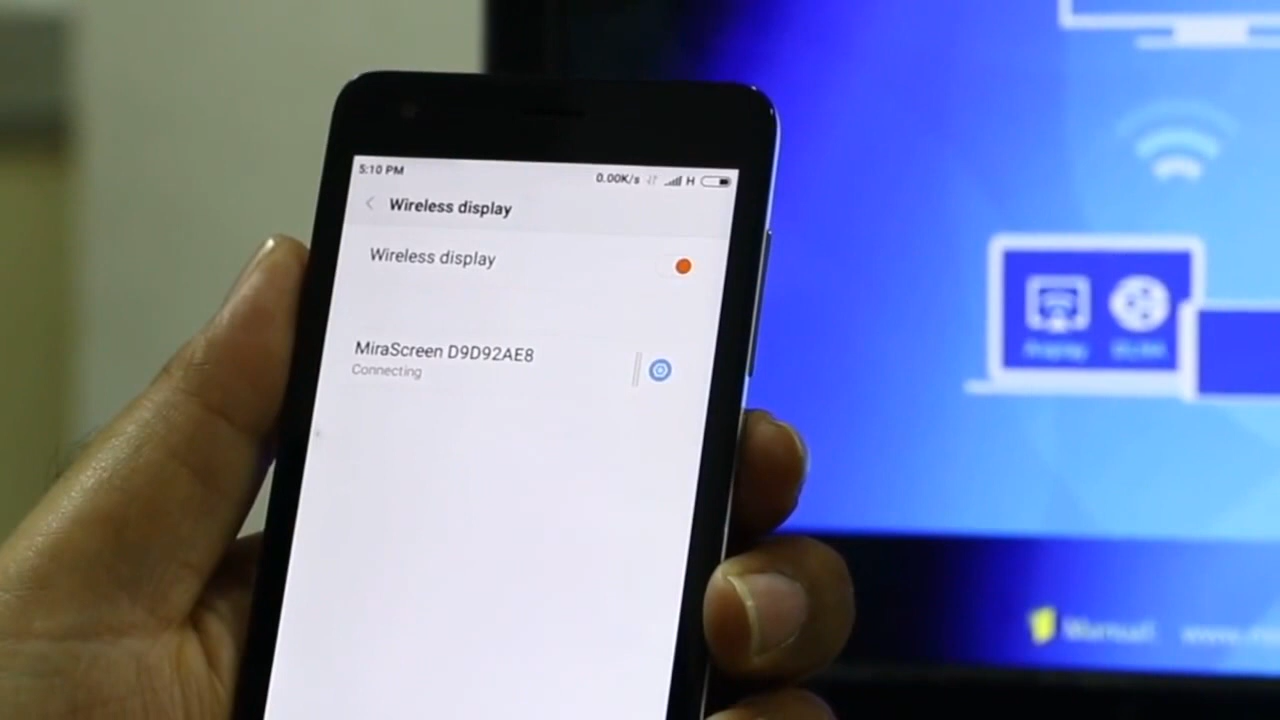 5:10 PM
0.00K/s H
Wireless display
Wireless display
MiraScreen D9D92AE8
Connecting
Manual: